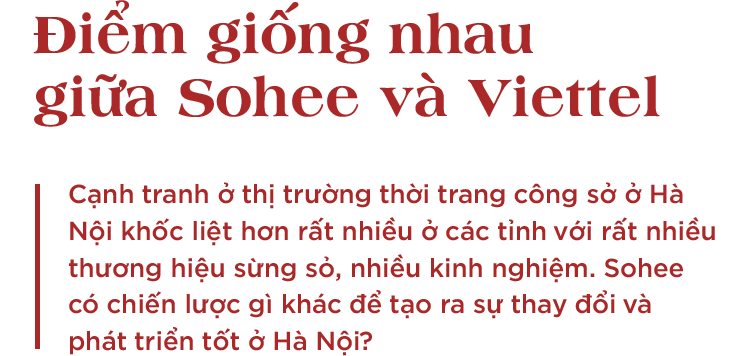 Điểm giống nhau
giữa Sohee và Viettel
Cạnh tranh ở thị trường thời trang công sở ở Hà
Nội khốc liệt hơn rất nhiều ở các tỉnh với rất nhiều
thương hiệu sừng sỏ, nhiều kinh nghiệm. Sohee
có chiến lược gì khác để tạo ra sự thay đổi và
phát triển tốt ở Hà Nội?